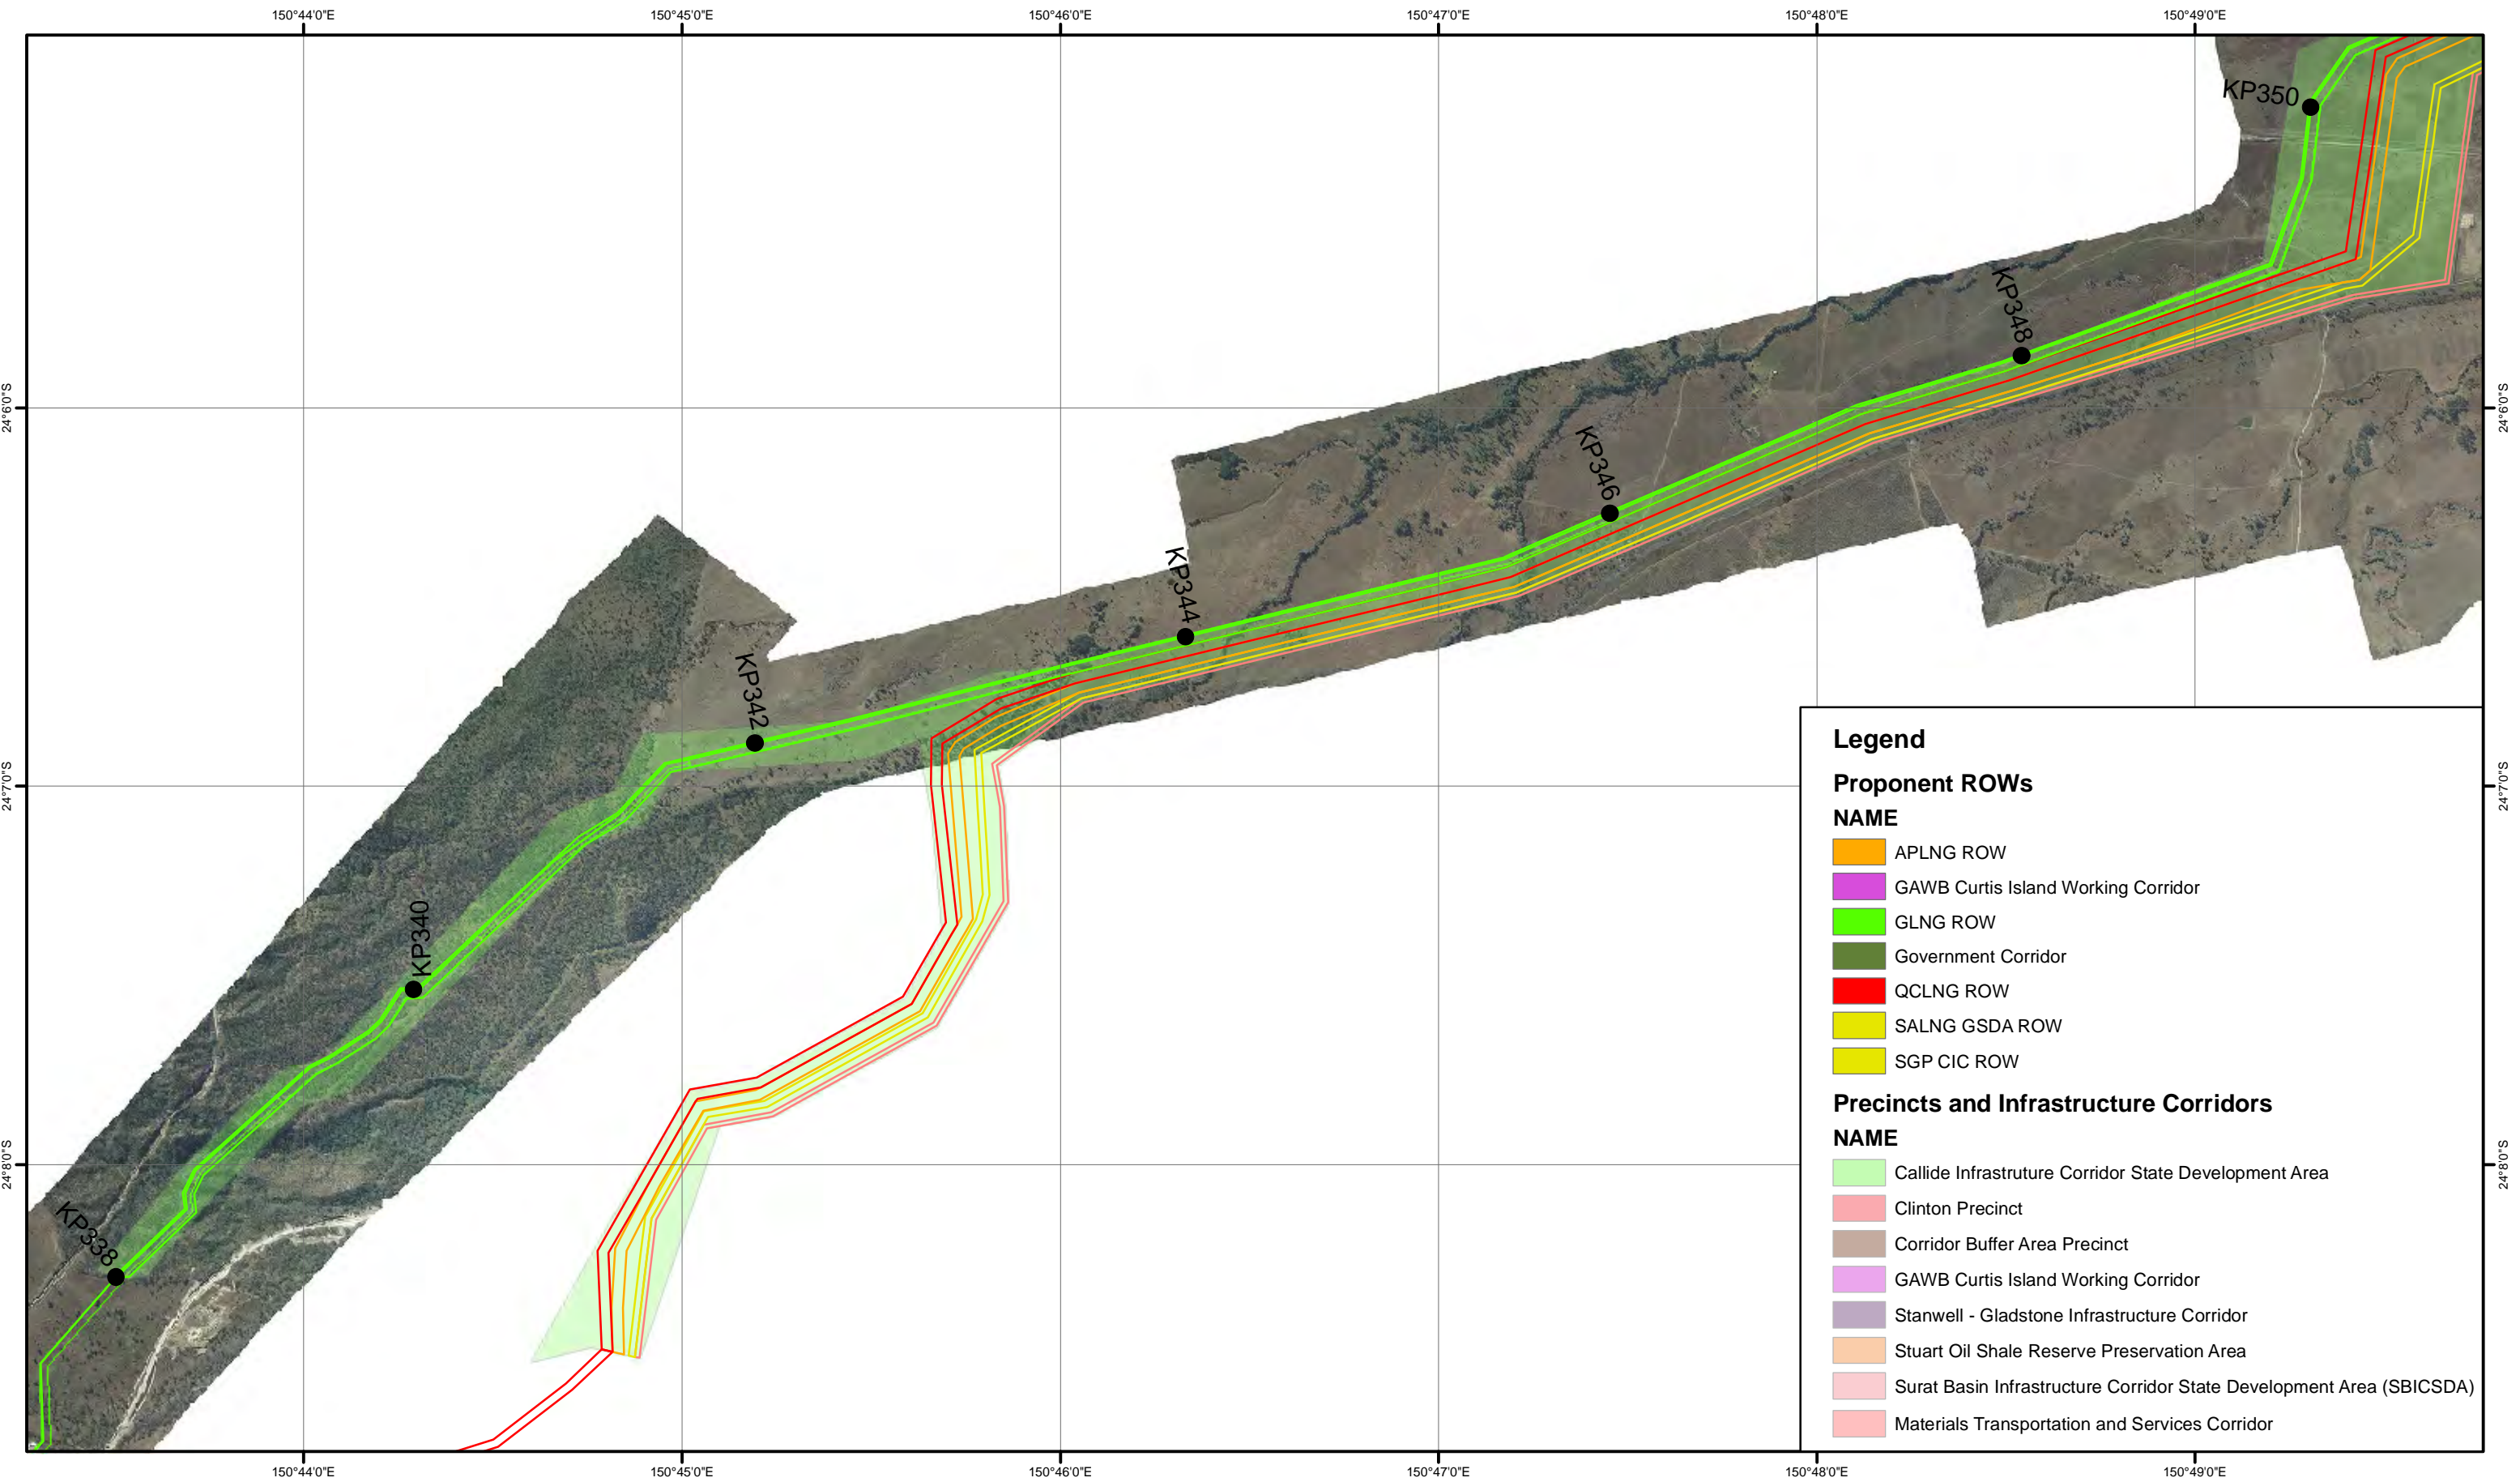 150°44'0"E
150°45'0"E
150°46'0"E
150°47'0"E
150°48'0"E
150°49'0"E
KP350
KP348
24°6'0"S
24°6'0"S
KP346
KP344
KP342
24°7'0"S
24°7'0"S
KP340
24°8'0"S
24°8'0"S
KP338
Legend
Proponent ROWs
NAME
APLNG ROW
GAWB Curtis Island Working Corridor
GLNG ROW
Government Corridor
QCLNG ROW
SALNG GSDA ROW
SGP CIC ROW
Precincts and Infrastructure Corridors
NAME
Callide Infrastruture Corridor State Development Area
Clinton Precinct
Corridor Buffer Area Precinct
GAWB Curtis Island Working Corridor
Stanwell - Gladstone Infrastructure Corridor
Stuart Oil Shale Reserve Preservation Area
Surat Basin Infrastructure Corridor State Development Area (SBICSDA)
Materials Transportation and Services Corridor
150°44'0"E
150°45'0"E
150°46'0"E
150°47'0"E
150°48'0"E
150°49'0"E